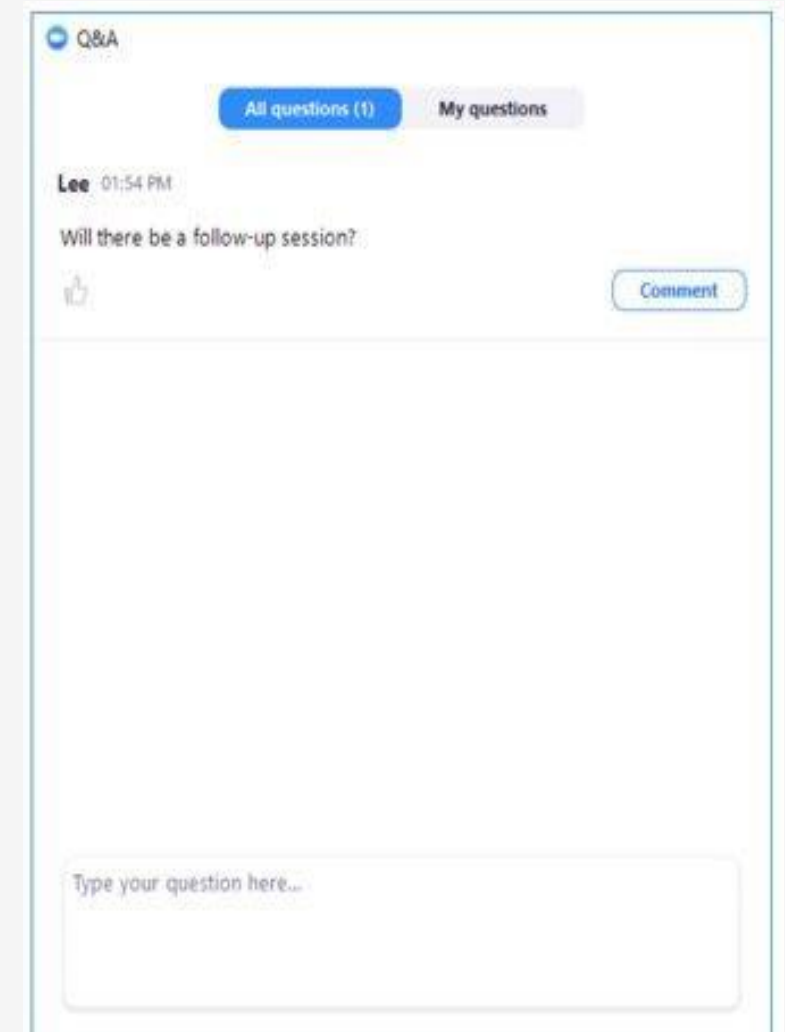 Q&A
All questions (1) My questions
Lee 01:54 PM
Will there be a follow-up session?
Comment
Type your question here...